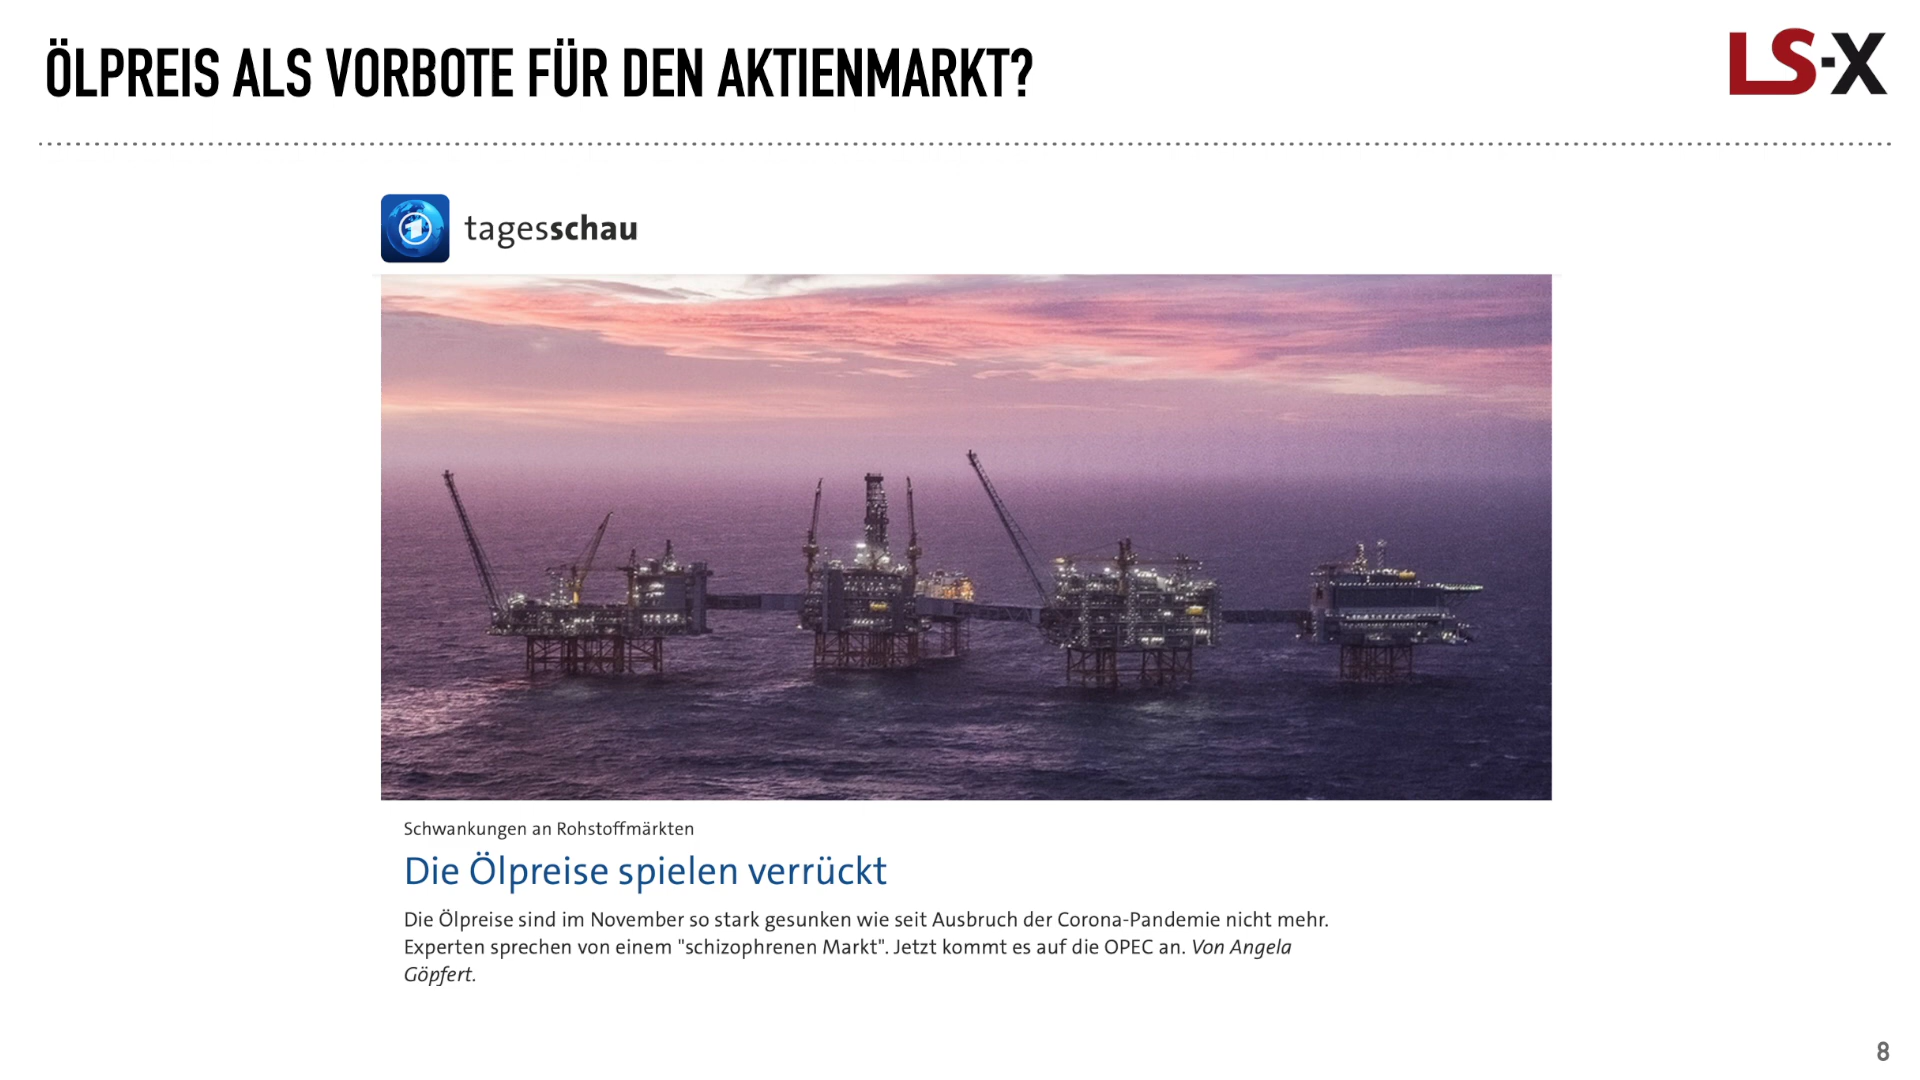 ÖLPREIS ALS VORBOTE FÜR DEN AKTIENMARKT?
LS-X
tagesschau
Schwankungen an Rohstoffmärkten
Die Ölpreise spielen verrückt
Die Ölpreise sind im November so stark gesunken wie seit Ausbruch der Corona-Pandemie nicht mehr.
Experten sprechen von einem "schizophrenen Markt". Jetzt kommt es auf die OPEC an. Von Angela
Göpfert.
8